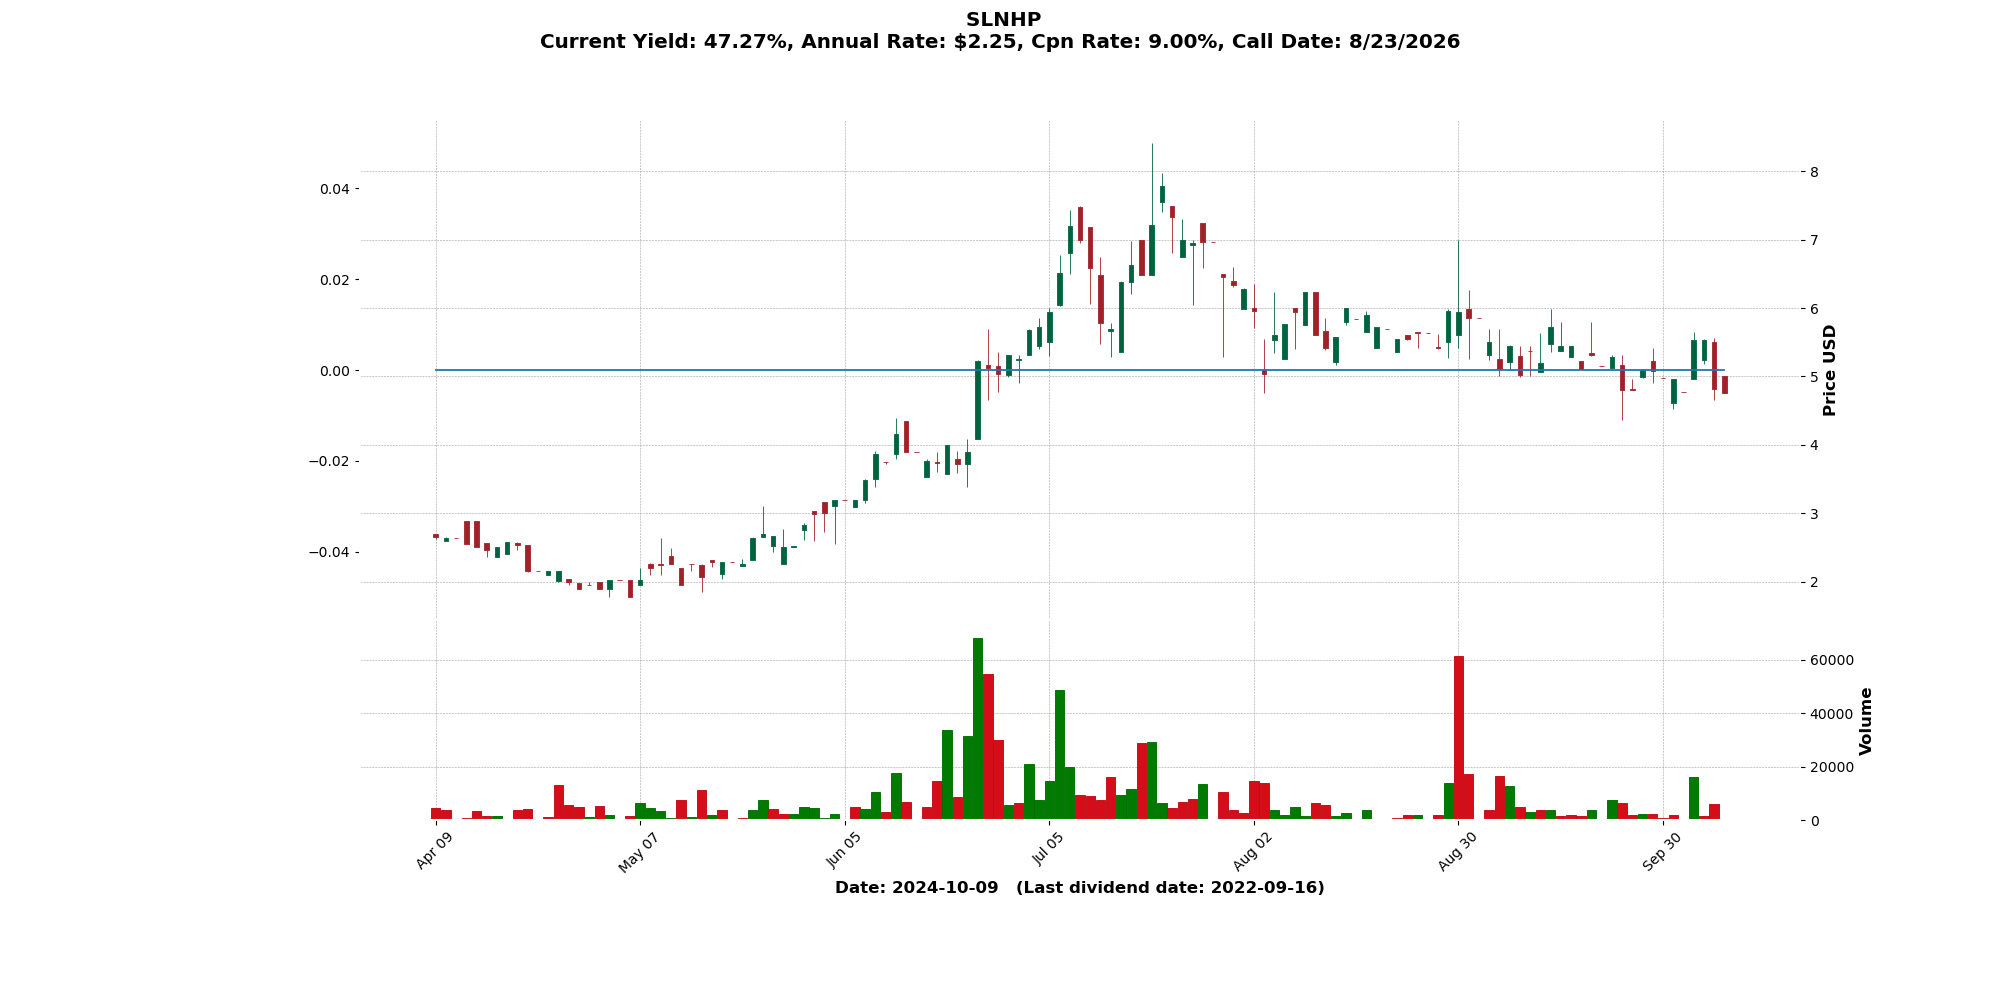 SLNHP
Current Yield: 47.27%, Annual Rate: $2.25, Cpn Rate: 9.00%, Call Date: 8/23/2026
0.04
0.02
0.00
−0.02
−0.04
8
7
6
5
4
3
2
Price USD
60000
40000
20000
0
Volume
Apr 09
May 07
Jun 05
Jul 05
Aug 02
Aug 30
Sep 30
Date: 2024-10-09   (Last dividend date: 2022-09-16)